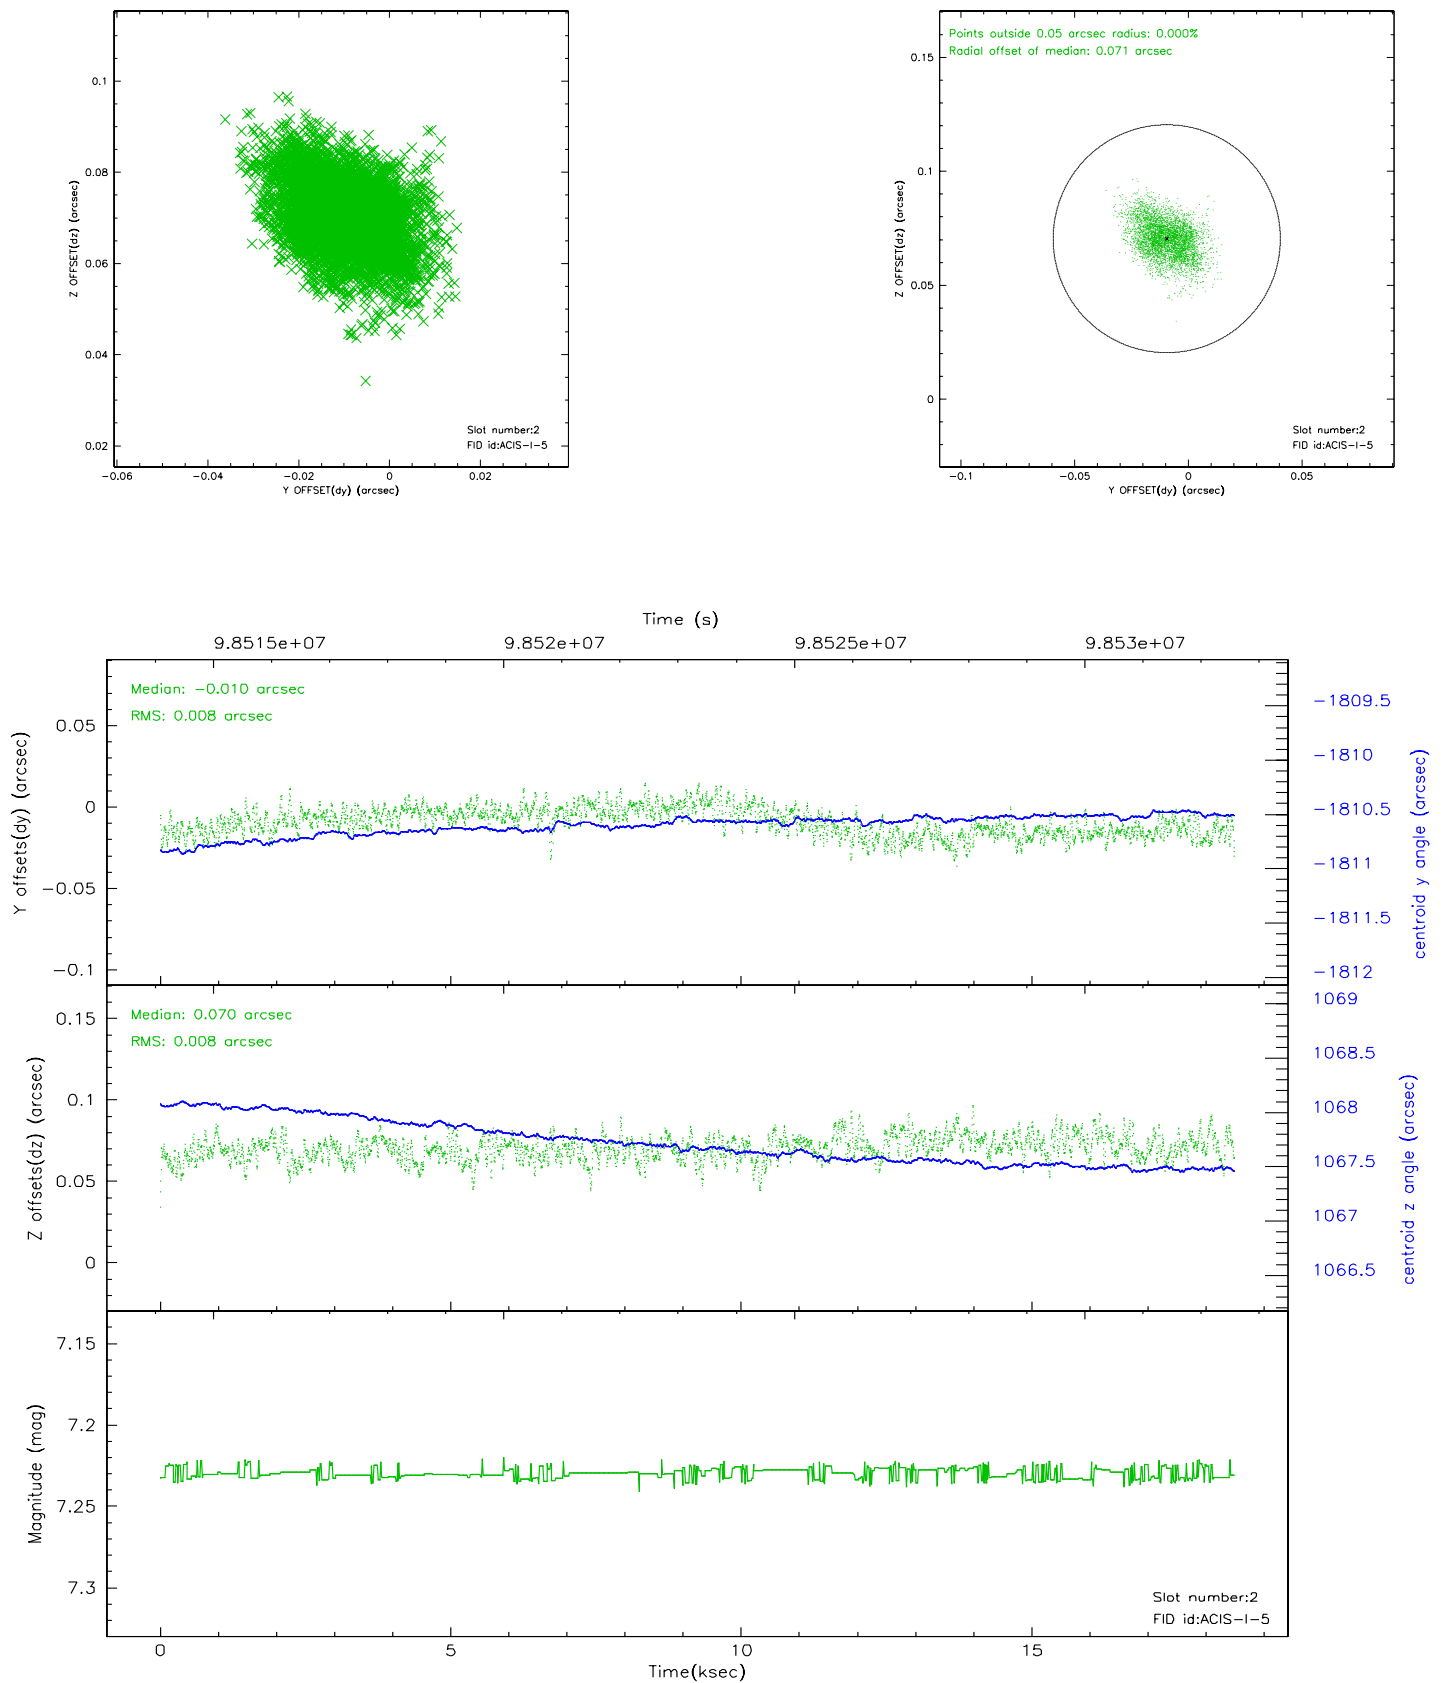 0.1
0.08
0.06
0.04
0.02
Z OFFSET(dz) (arcsec)
Slot number:2
FID id:ACIS-I-5
-0.06
-0.04
-0.02
0
0.02
Y OFFSET(dy) (arcsec)
Points outside 0.05 arcsec radius: 0.000%
Radial offset of median: 0.071 arcsec
0.15
0.1
0.05
0
Z OFFSET(dz) (arcsec)
Slot number:2
FID id:ACIS-I-5
-0.1
-0.05
0
0.05
Y OFFSET(dy) (arcsec)
Time (s)
9.8515e+07
9.852e+07
9.8525e+07
9.853e+07
Median: -0.010 arcsec
RMS: 0.008 arcsec
0.05
0
-0.05
-0.1
Y offsets(dy) (arcsec)
-1809.5
-1810
-1810.5
-1811
-1811.5
-1812
centroid y angle (arcsec)
Median: 0.070 arcsec
RMS: 0.008 arcsec
0.15
0.1
0.05
0
Z offsets(dz) (arcsec)
1069
1068.5
1068
1067.5
1067
1066.5
centroid z angle (arcsec)
7.15
7.2
7.25
7.3
Magnitude (mag)
Slot number:2
FID id:ACIS-I-5
0
5
10
15
Time(ksec)